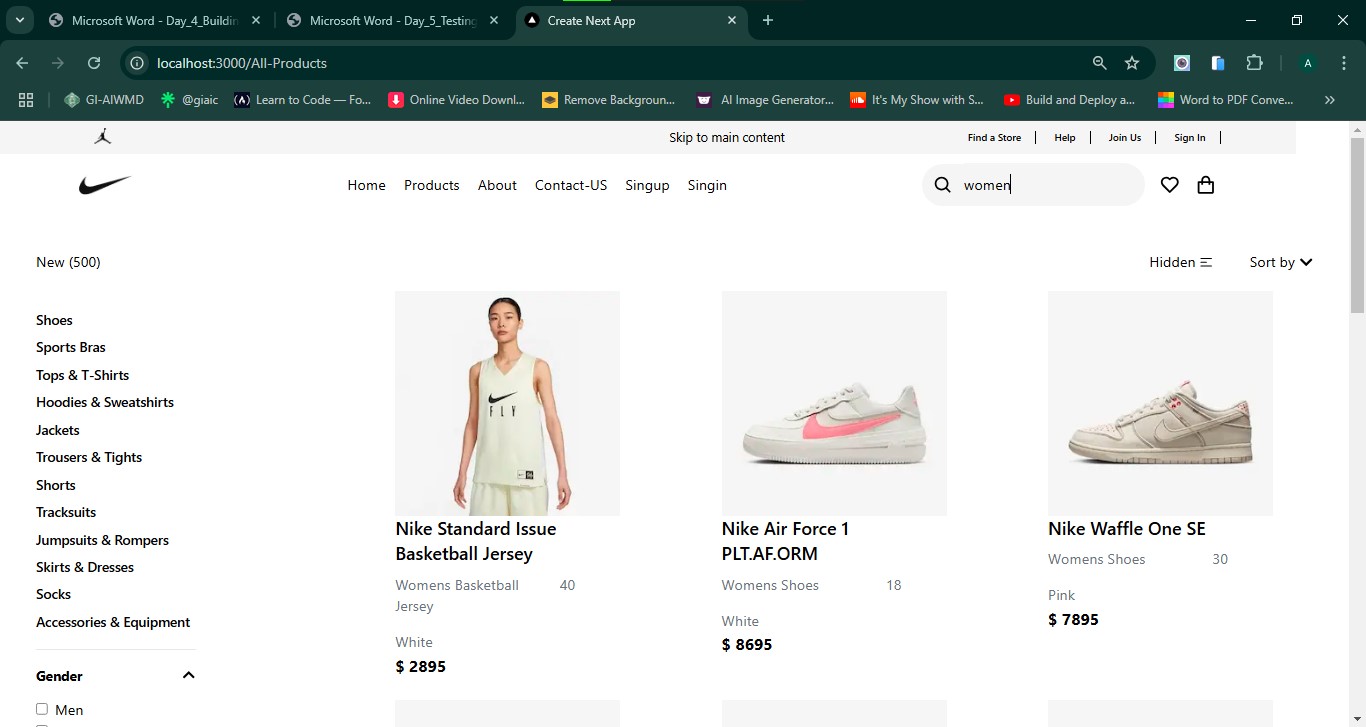 Microsoft Word - Day_4_Buildin
Microsoft Word - Day_5_Testing
Create Next App
localhost:3000/All-Products
A
GI-AIWMD
@giaic
Learn to Code — Fo...
Online Video Downl...
Remove Backgroun...
AI Image Generator...
It's My Show with S...
Build and Deploy a...
Word to PDF Conve...
Skip to main content
Find a Store
Help
Join Us
Sign In
Home
Products
About
Contact-US
Singup
Singin
women
New (500)
Hidden
Sort by
Shoes
Sports Bras
Tops & T-Shirts
Hoodies & Sweatshirts
Jackets
Trousers & Tights
Shorts
Tracksuits
Jumpsuits & Rompers
Skirts & Dresses
Socks
Accessories & Equipment
Gender
Men
FLY
Nike Standard Issue
Basketball Jersey
Womens Basketball
Jersey
40
White
$ 2895
Nike Air Force 1
PLT.AF.ORM
Womens Shoes
18
White
$ 8695
Nike Waffle One SE
Womens Shoes
30
Pink
$ 7895